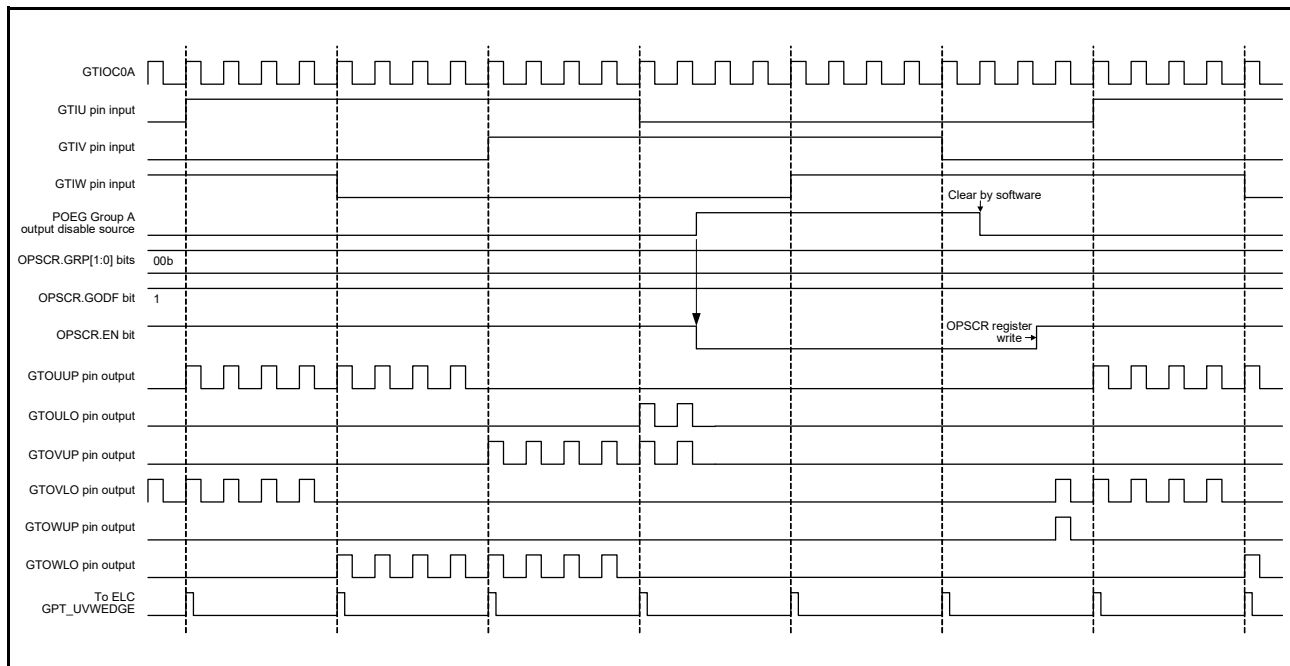 GTIOC0A
GTIU pin input
GTIV pin input
GTIW pin input
Clear by software
POEG Group A
output disable source
OPSCR.GRP[1:0] bits
00b
OPSCR.GODF bit
1
OPSCR.EN bit
OPSCR register
write
GTOUUP pin output
GTOULO pin output
GTOVUP pin output
GTOVLO pin output
GTOWUP pin output
GTOWLO pin output
To ELC
GPT_UVWEDGE